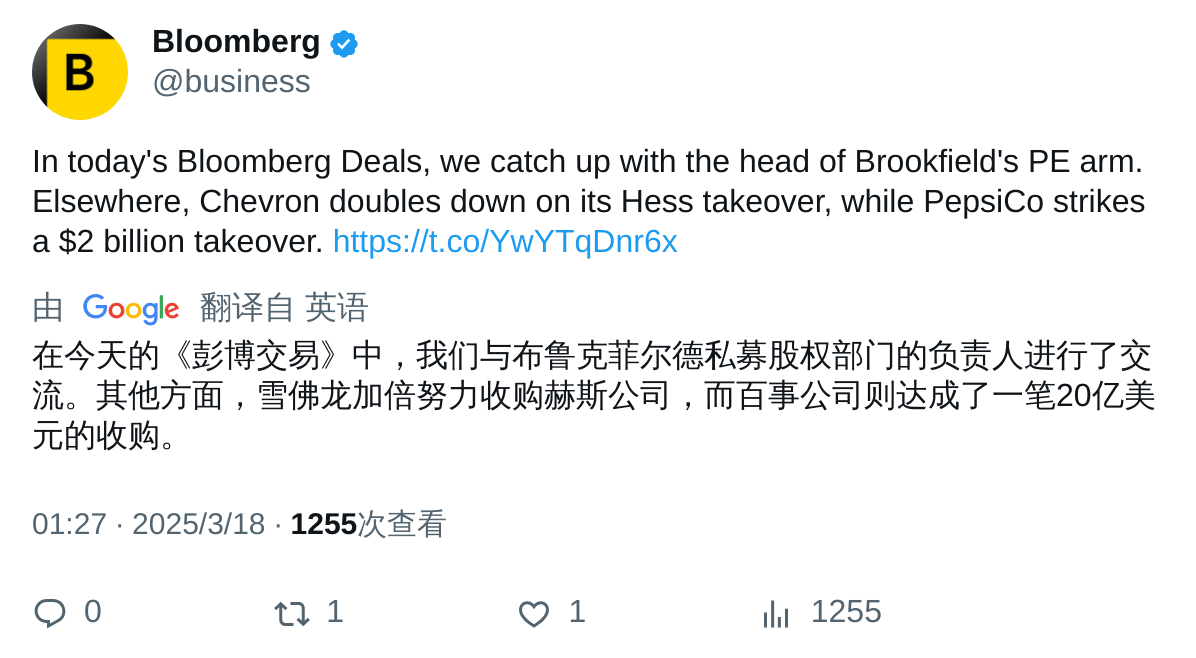 B
Bloomberg
@business
In today's Bloomberg Deals, we catch up with the head of Brookfield's PE arm.
Elsewhere, Chevron doubles down on its Hess takeover, while PepsiCo strikes
a $2 billion takeover. https://t.co/YwYTqDnr6x
由 Google 翻译自 英语
在今天的《彭博交易》中，我们与布鲁克菲尔德私募股权部门的负责人进行了交
流。其他方面，雪佛龙加倍努力收购赫斯公司，而百事公司则达成了一笔20亿美
元的收购。
01:27 · 2025/3/18 · 1255次查看
0 1 1 1255